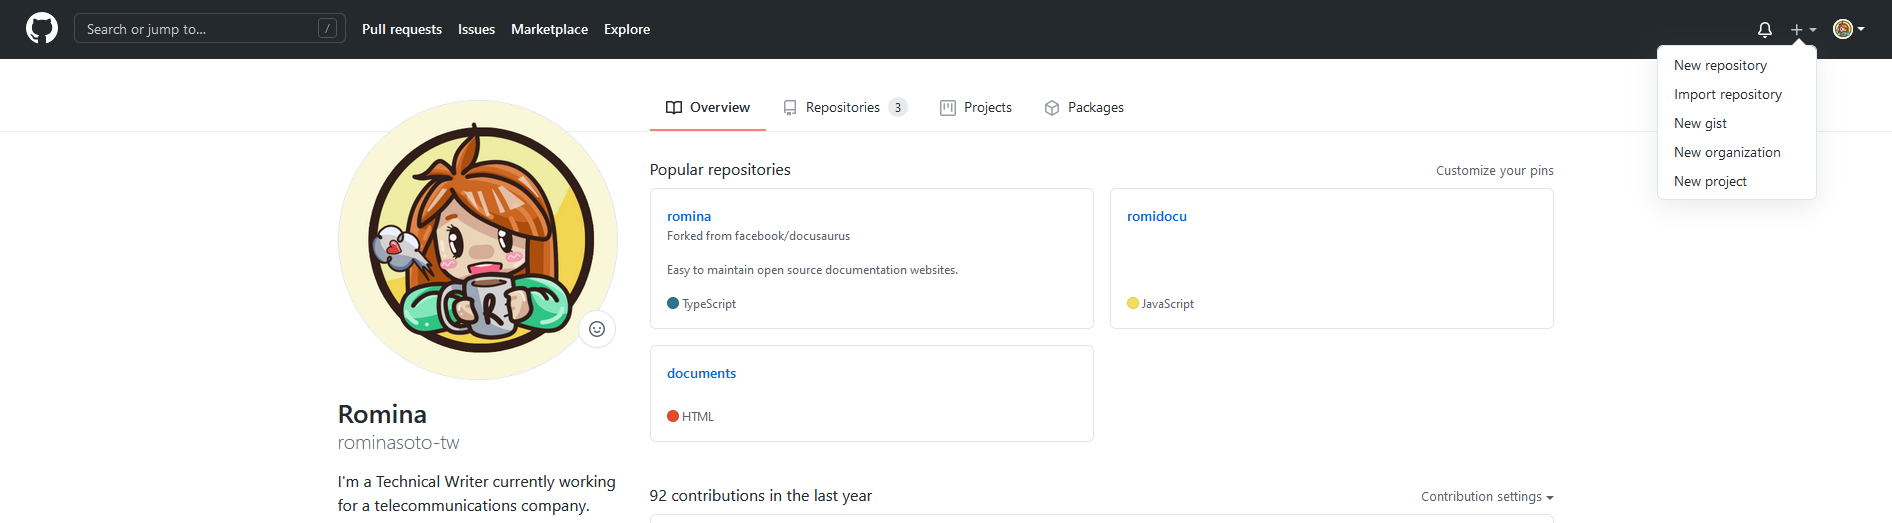 Search or jump to... / Pull requests Issues Marketplace Explore
New repository
Import repository
New gist
New organization
New project
Overview Repositories 3 Projects Packages
Popular repositories Customize your pins
romina
Forked from facebook/docusaurus
Easy to maintain open source documentation websites.
TypeScript
romidocu
JavaScript
documents
HTML
R
Romina
rominasoto-tw
I'm a Technical Writer currently working
for a telecommunications company.
92 contributions in the last year Contribution settings